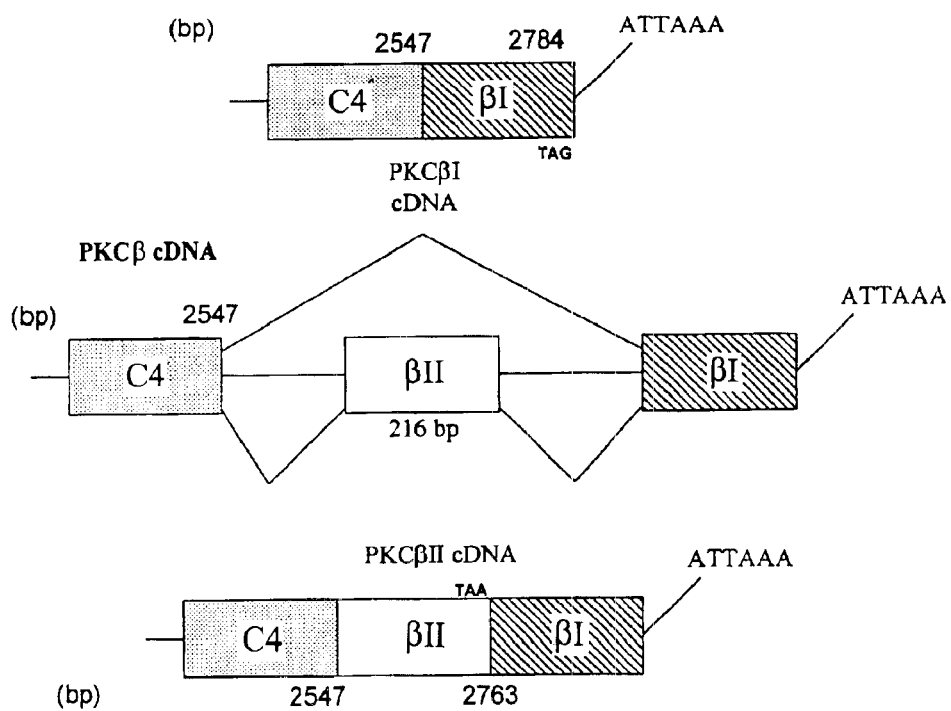 (bp) 2547 2784 ATTAAA
C4 βI
TAG
PKCβI
cDNA
PKCβ cDNA
(bp) 2547 ATTAAA
C4 βII βI
216 bp
PKCβII cDNA ATTAAA
TAA
C4 βII βI
(bp) 2547 2763